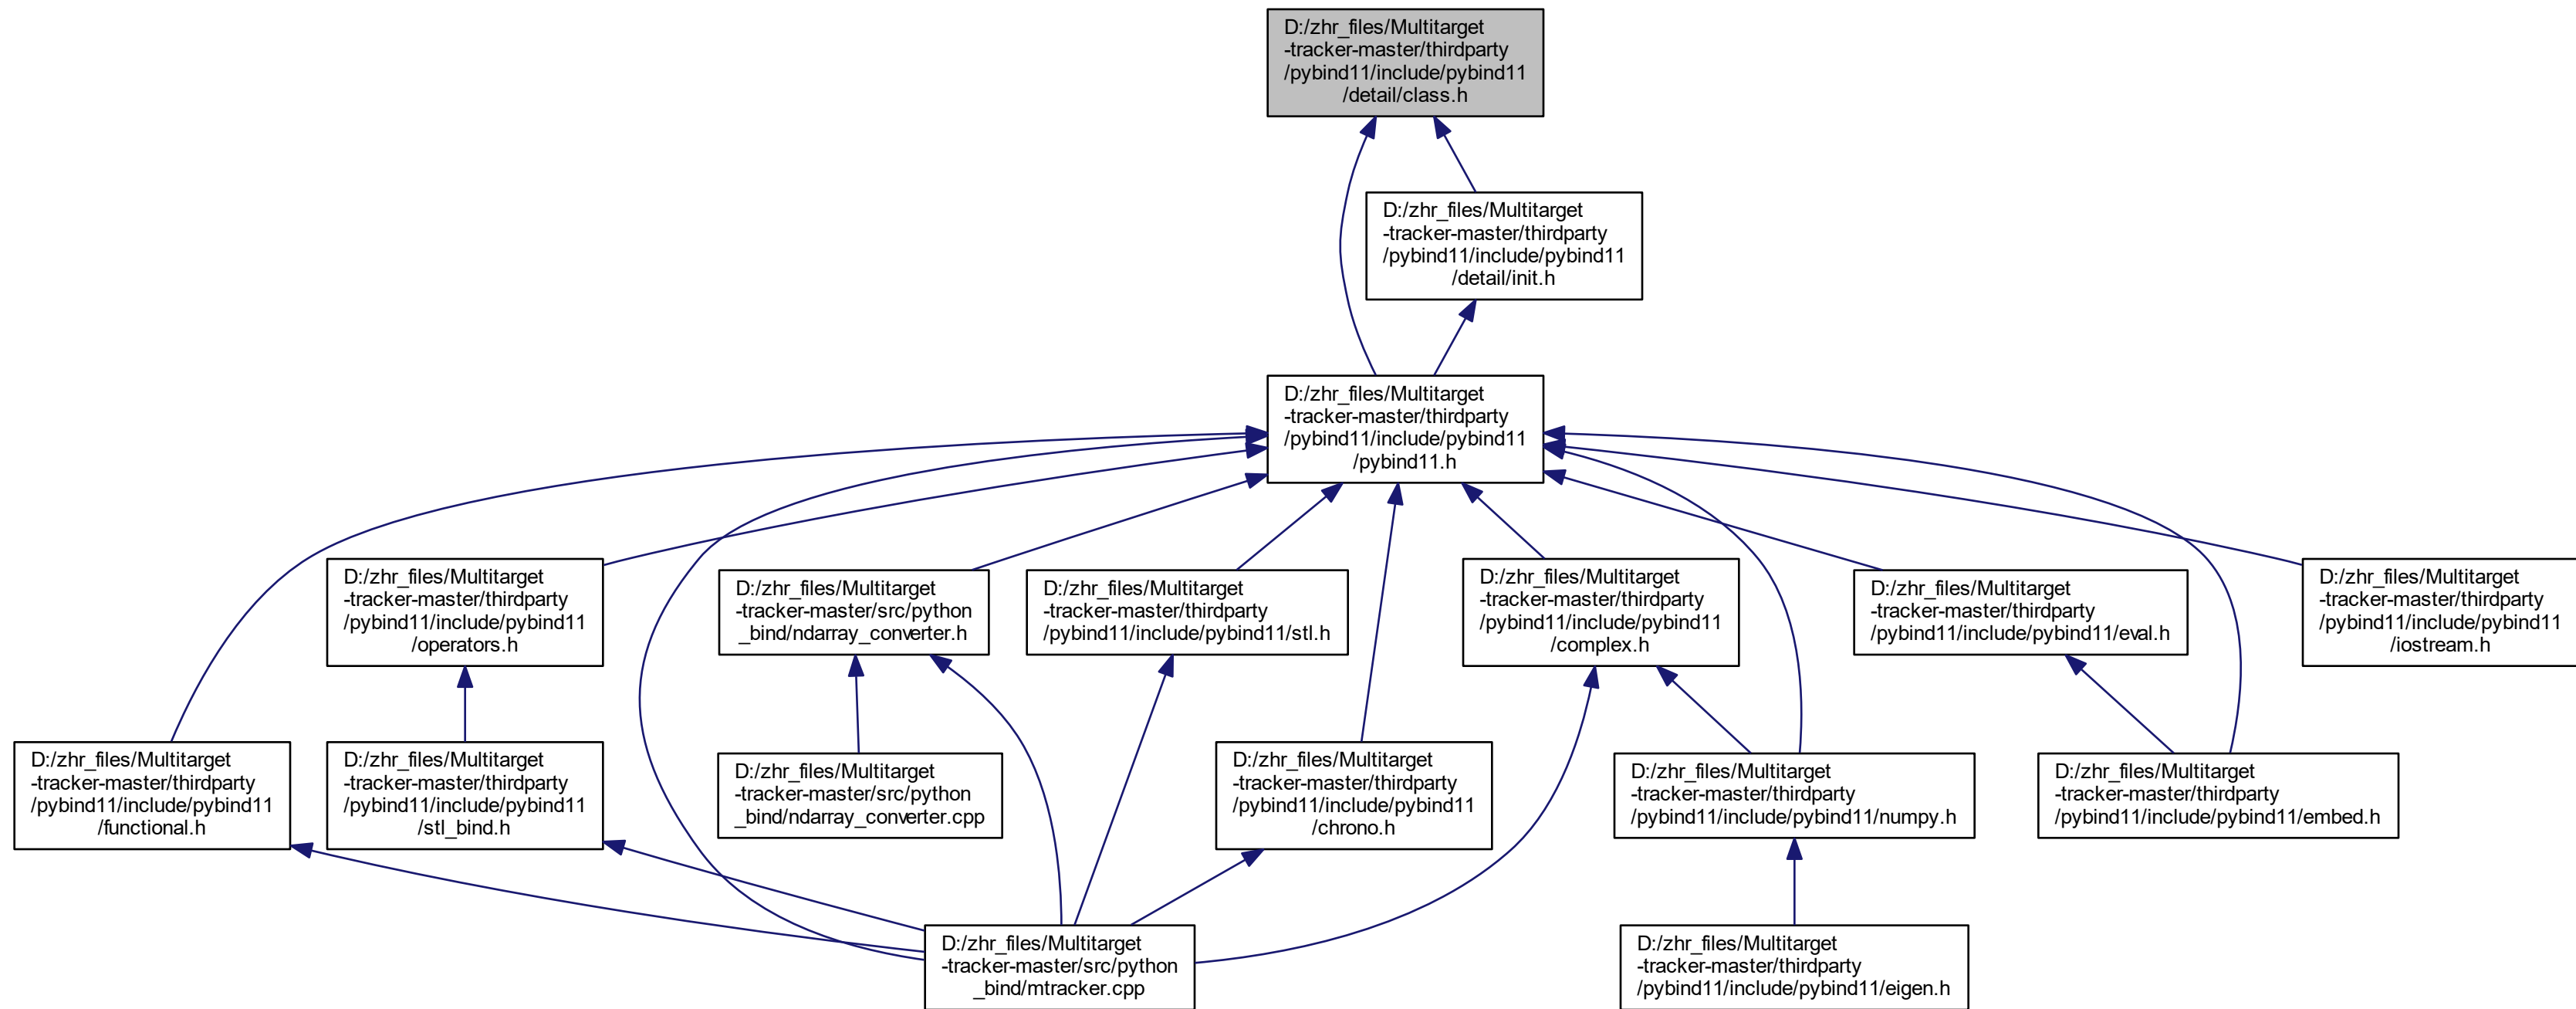 D:/zhr_files/Multitarget
-tracker-master/thirdparty
/pybind11/include/pybind11
/detail/class.h
D:/zhr_files/Multitarget
-tracker-master/thirdparty
/pybind11/include/pybind11
/detail/init.h
D:/zhr_files/Multitarget
-tracker-master/thirdparty
/pybind11/include/pybind11
/pybind11.h
D:/zhr_files/Multitarget
-tracker-master/thirdparty
/pybind11/include/pybind11
/operators.h
D:/zhr_files/Multitarget
-tracker-master/src/python
_bind/ndarray_converter.h
D:/zhr_files/Multitarget
-tracker-master/thirdparty
/pybind11/include/pybind11/stl.h
D:/zhr_files/Multitarget
-tracker-master/thirdparty
/pybind11/include/pybind11
/complex.h
D:/zhr_files/Multitarget
-tracker-master/thirdparty
/pybind11/include/pybind11/eval.h
D:/zhr_files/Multitarget
-tracker-master/thirdparty
/pybind11/include/pybind11
/iostream.h
D:/zhr_files/Multitarget
-tracker-master/thirdparty
/pybind11/include/pybind11
/functional.h
D:/zhr_files/Multitarget
-tracker-master/thirdparty
/pybind11/include/pybind11
/stl_bind.h
D:/zhr_files/Multitarget
-tracker-master/src/python
_bind/ndarray_converter.cpp
D:/zhr_files/Multitarget
-tracker-master/thirdparty
/pybind11/include/pybind11
/chrono.h
D:/zhr_files/Multitarget
-tracker-master/thirdparty
/pybind11/include/pybind11/numpy.h
D:/zhr_files/Multitarget
-tracker-master/thirdparty
/pybind11/include/pybind11/embed.h
D:/zhr_files/Multitarget
-tracker-master/src/python
_bind/mtracker.cpp
D:/zhr_files/Multitarget
-tracker-master/thirdparty
/pybind11/include/pybind11/eigen.h